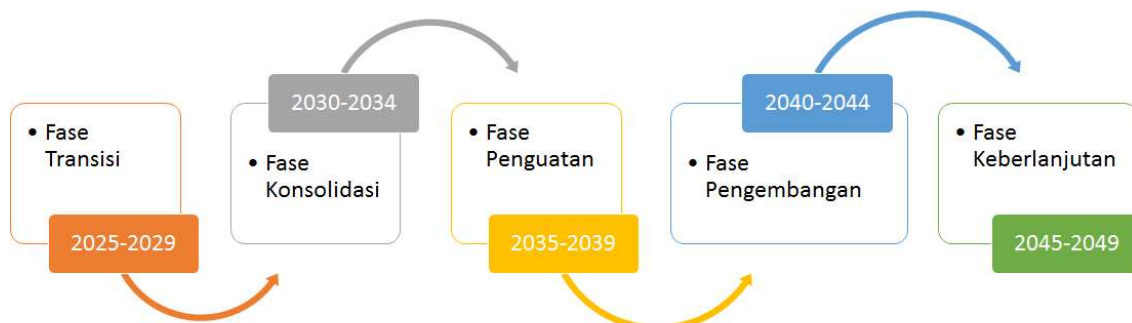 • Fase
Transisi
2025-2029
2030-2034
• Fase
Konsolidasi
• Fase
Penguatan
2035-2039
2040-2044
• Fase
Pengembangan
• Fase
Keberlanjutan
2045-2049